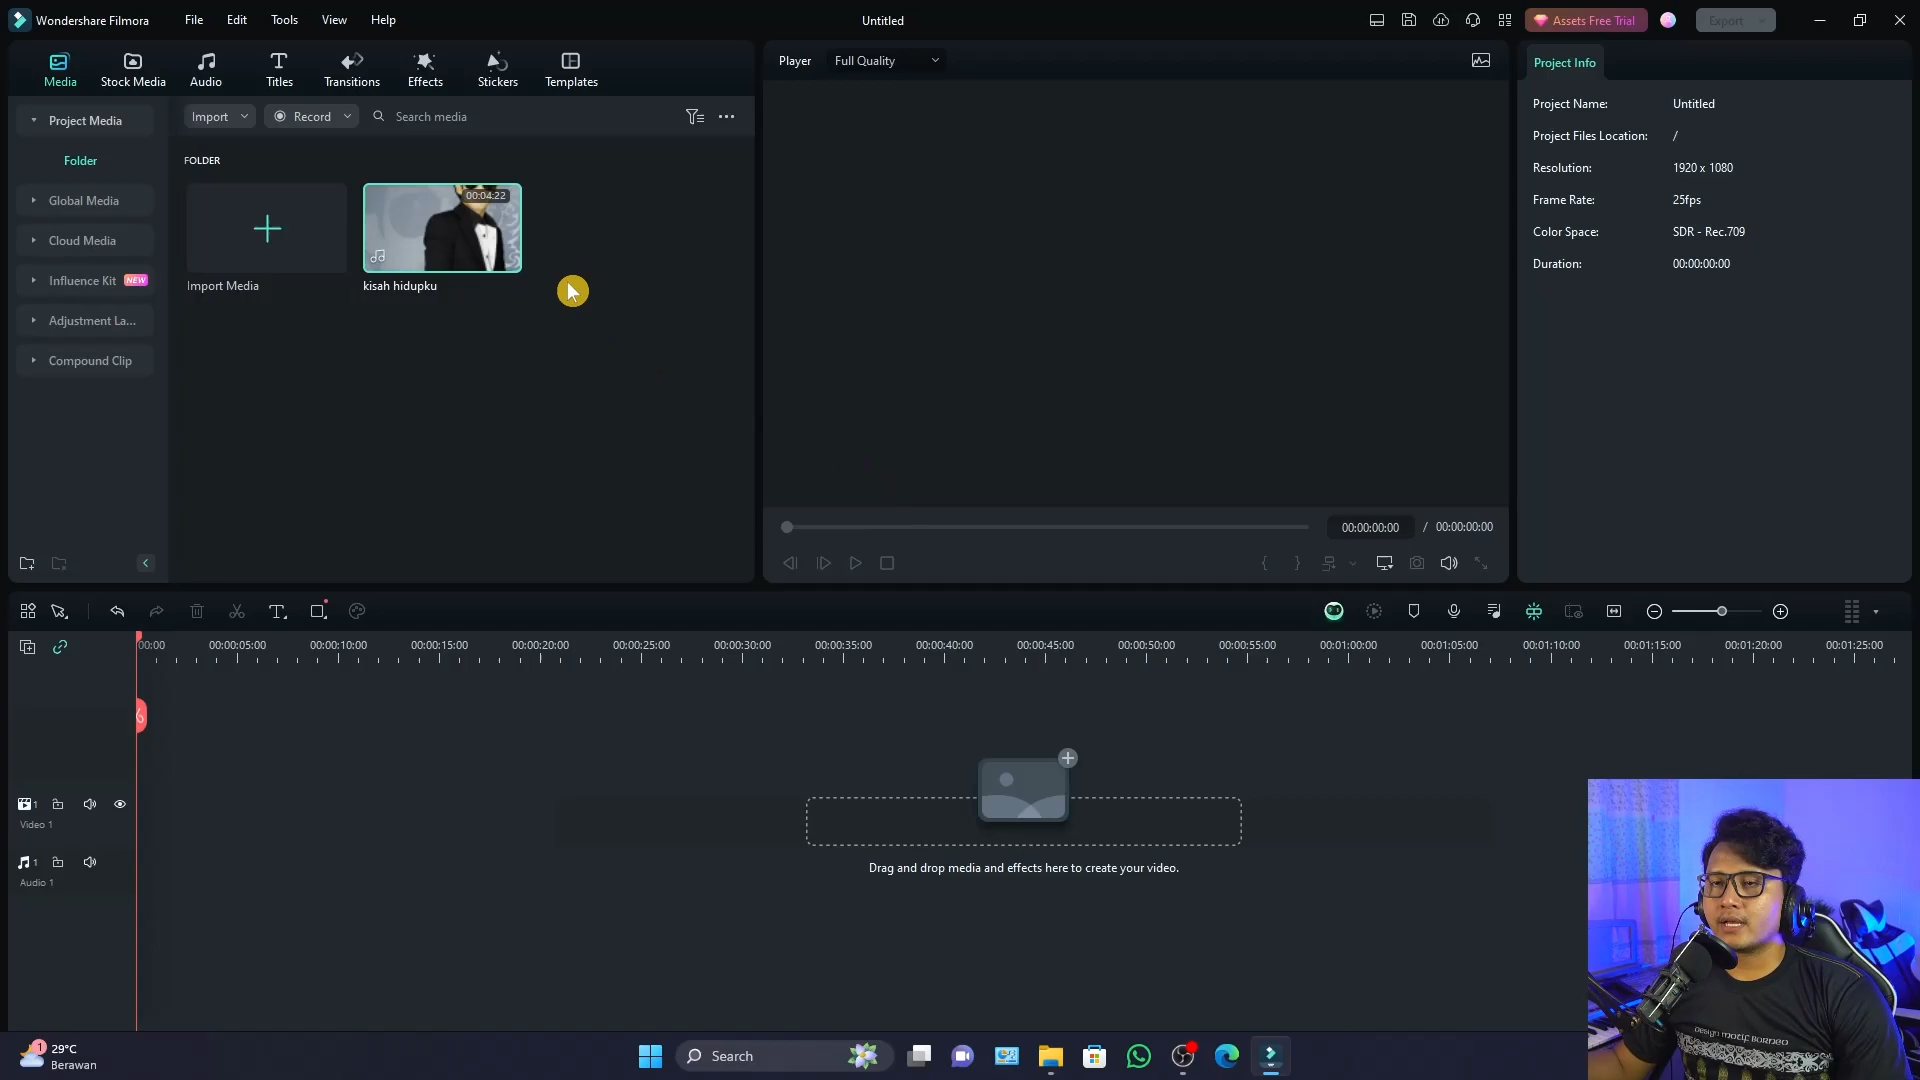 Wondershare Filmora
File
Edit
Tools
View
Help
Untitled
Assets Free Trial
Export
Media
Stock Media
Audio
Titles
Transitions
Effects
Stickers
Templates
Player
Full Quality
Project Info
Project Media
Import
Record
Search media
Project Name:
Untitled
Project Files Location:
/
Folder
FOLDER
Resolution:
1920 x 1080
Global Media
00:04:22
Frame Rate:
25fps
Cloud Media
Color Space:
SDR - Rec.709
Influence Kit
NEW
Import Media
kisah hidupku
Duration:
00:00:00:00
Adjustment La...
Compound Clip
00:00:00:00
/
00:00:00:00
00:00
00:00:05:00
00:00:10:00
00:00:15:00
00:00:20:00
00:00:25:00
00:00:30:00
00:00:35:00
00:00:40:00
00:00:45:00
00:00:50:00
00:00:55:00
00:01:00:00
00:01:05:00
00:01:10:00
00:01:15:00
00:01:20:00
00:01:25:00
1
Video 1
1
Audio 1
Drag and drop media and effects here to create your video.
DESIGN MOTIF BORNEO
1
29°C
Berawan
Search